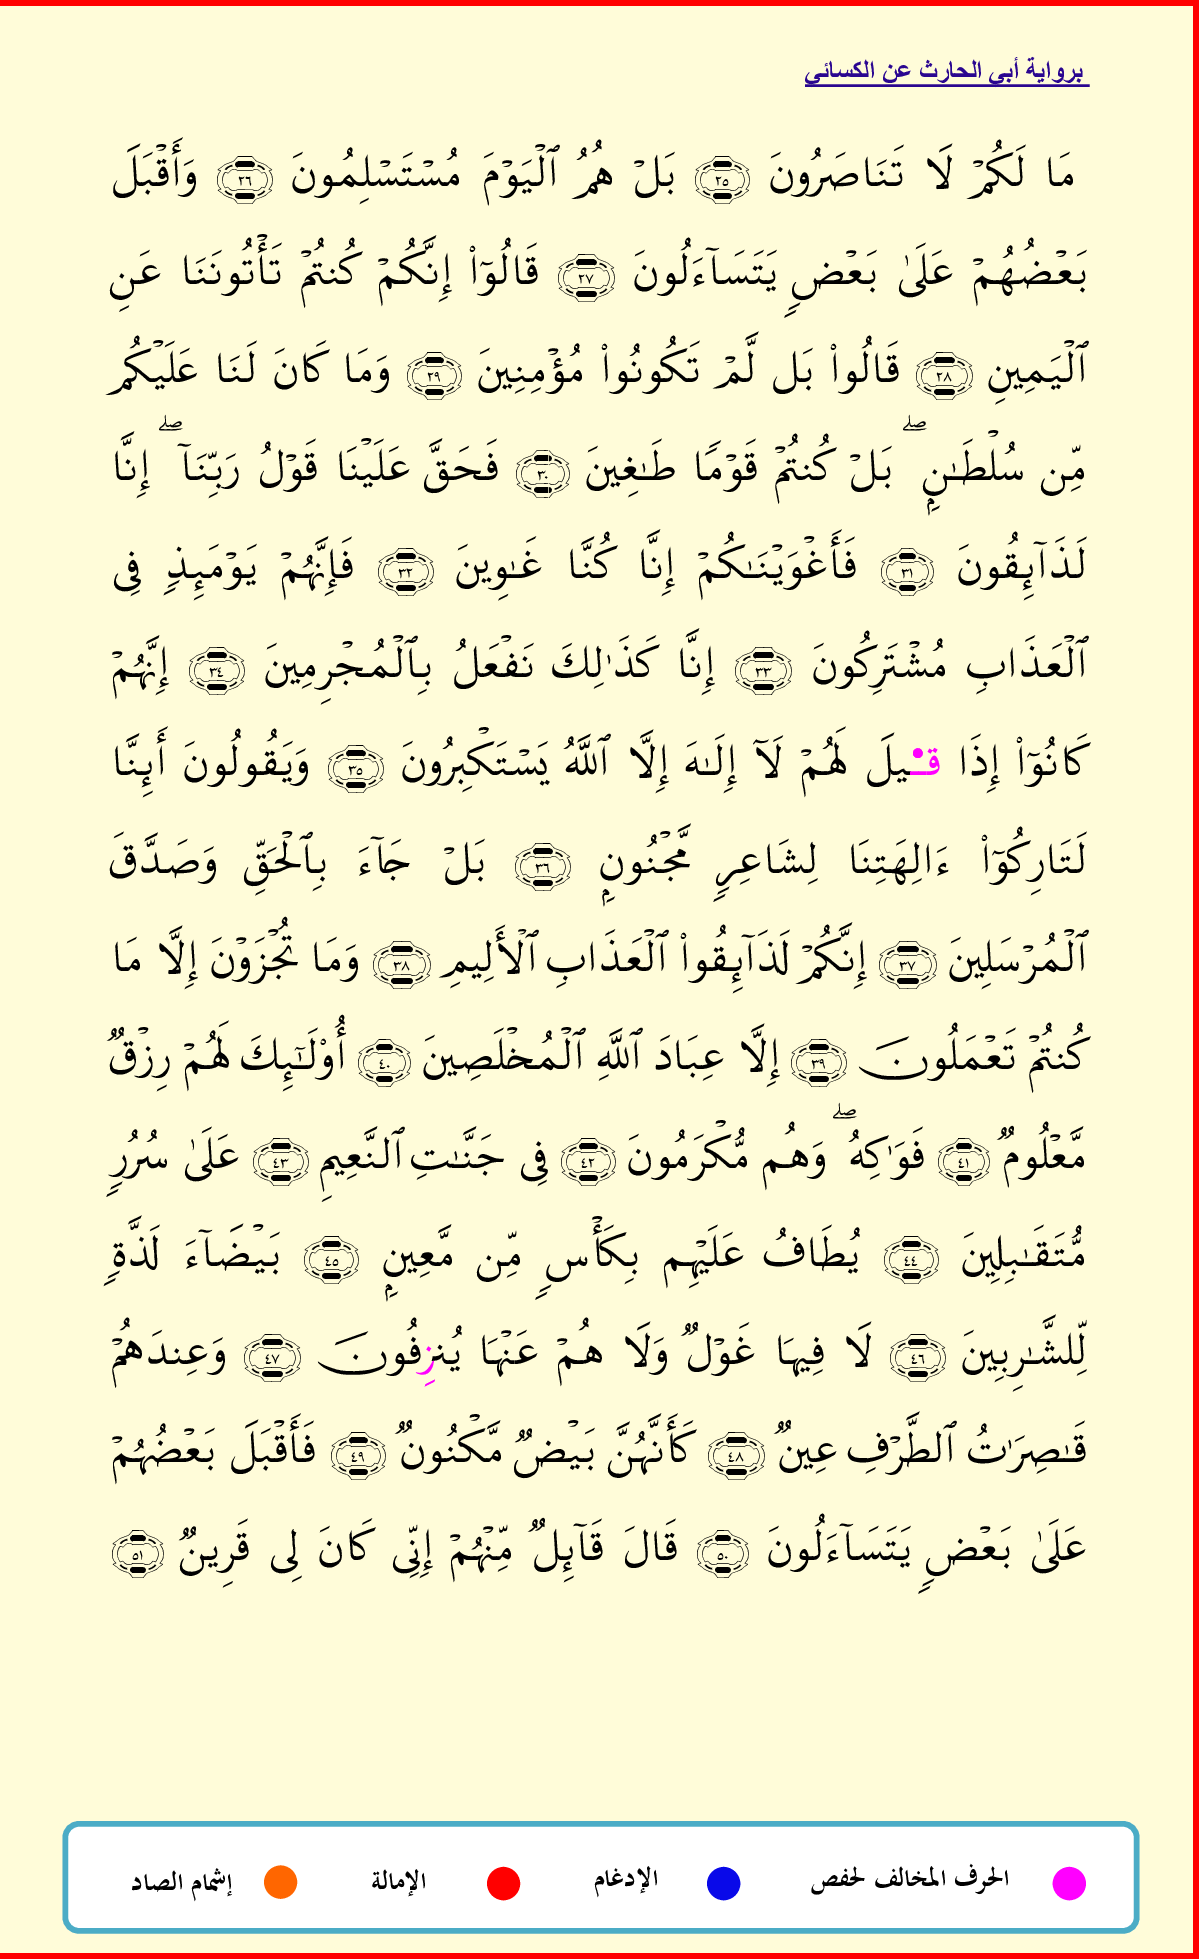 برواية أبي الحارث عن الكسائي
مَا لَكُمْ لَا تَنَاصَرُونَ ٢٥ بَلْ هُمُ ٱلْيَوْمَ مُسْتَسْلِمُونَ ٢٦ وَأَقْبَلَ
بَعْضُهُمْ عَلَىٰ بَعْضٍ يَتَسَآءَلُونَ ٢٧ قَالُوٓا۟ إِنَّكُمْ كُنتُمْ تَأْتُونَنَا عَنِ
ٱلْيَمِينِ ٢٨ قَالُوا۟ بَل لَّمْ تَكُونُوا۟ مُؤْمِنِينَ ٢٩ وَمَا كَانَ لَنَا عَلَيْكُم
مِّن سُلْطَـٰنٍۭ ۖ بَلْ كُنتُمْ قَوْمًا طَـٰغِينَ ٣٠ فَحَقَّ عَلَيْنَا قَوْلُ رَبِّنَآ ۖ إِنَّا
لَذَآئِقُونَ ٣١ فَأَغْوَيْنَـٰكُمْ إِنَّا كُنَّا غَـٰوِينَ ٣٢ فَإِنَّهُمْ يَوْمَئِذٍ فِى
ٱلْعَذَابِ مُشْتَرِكُونَ ٣٣ إِنَّا كَذَٰلِكَ نَفْعَلُ بِٱلْمُجْرِمِينَ ٣٤ إِنَّهُمْ
كَانُوٓا۟ إِذَا قـيلَ لَهُمْ لَآ إِلَـٰهَ إِلَّا ٱللَّهُ يَسْتَكْبِرُونَ ٣٥ وَيَقُولُونَ أَئِنَّا
لَتَارِكُوٓا۟ ءَالِهَتِنَا لِشَاعِرٍ مَّجْنُونٍۭ ٣٦ بَلْ جَآءَ بِٱلْحَقِّ وَصَدَّقَ
ٱلْمُرْسَلِينَ ٣٧ إِنَّكُمْ لَذَآئِقُوا۟ ٱلْعَذَابِ ٱلْأَلِيمِ ٣٨ وَمَا تُجْزَوْنَ إِلَّا مَا
كُنتُمْ تَعْمَلُونَ ٣٩ إِلَّا عِبَادَ ٱللَّهِ ٱلْمُخْلَصِينَ ٤٠ أُو۟لَـٰٓئِكَ لَهُمْ رِزْقٌ
مَّعْلُومٌ ٤١ فَوَٰكِهُ ۖ وَهُم مُّكْرَمُونَ ٤٢ فِى جَنَّـٰتِ ٱلنَّعِيمِ ٤٣ عَلَىٰ سُرُرٍ
مُّتَقَـٰبِلِينَ ٤٤ يُطَافُ عَلَيْهِم بِكَأْسٍ مِّن مَّعِينٍۭ ٤٥ بَيْضَآءَ لَذَّةٍ
لِّلشَّـٰرِبِينَ ٤٦ لَا فِيهَا غَوْلٌ وَلَا هُمْ عَنْهَا يُنزِفُونَ ٤٧ وَعِندَهُمْ
قَـٰصِرَٰتُ ٱلطَّرْفِ عِينٌ ٤٨ كَأَنَّهُنَّ بَيْضٌ مَّكْنُونٌ ٤٩ فَأَقْبَلَ بَعْضُهُمْ
عَلَىٰ بَعْضٍ يَتَسَآءَلُونَ ٥٠ قَالَ قَآئِلٌ مِّنْهُمْ إِنِّى كَانَ لِى قَرِينٌ ٥١
الحرف المخالف لحفص الإدغام الإمالة إشمام الصاد